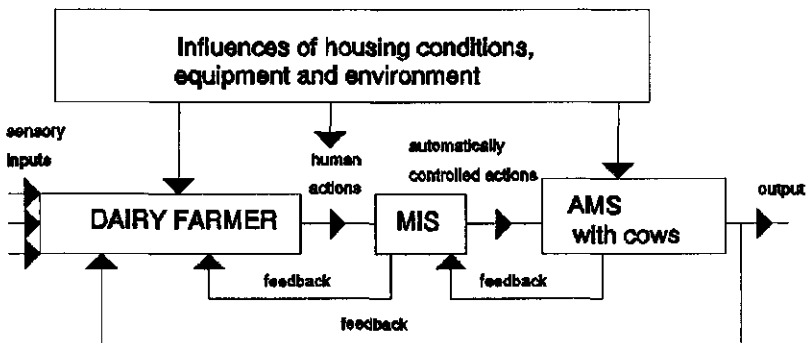 Influences of housing conditions,
equipment and environment
sensory
inputs
human
actions
automatically
controlled actions
output
DAIRY FARMER
MIS
AMS
with cows
feedback
feedback
feedback